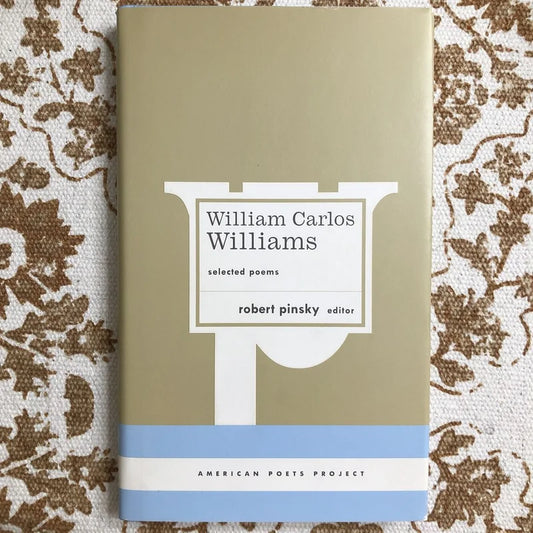 William Carlos
Williams
selected poems
robert pinsky editor
AMERICAN POETS PROJECT